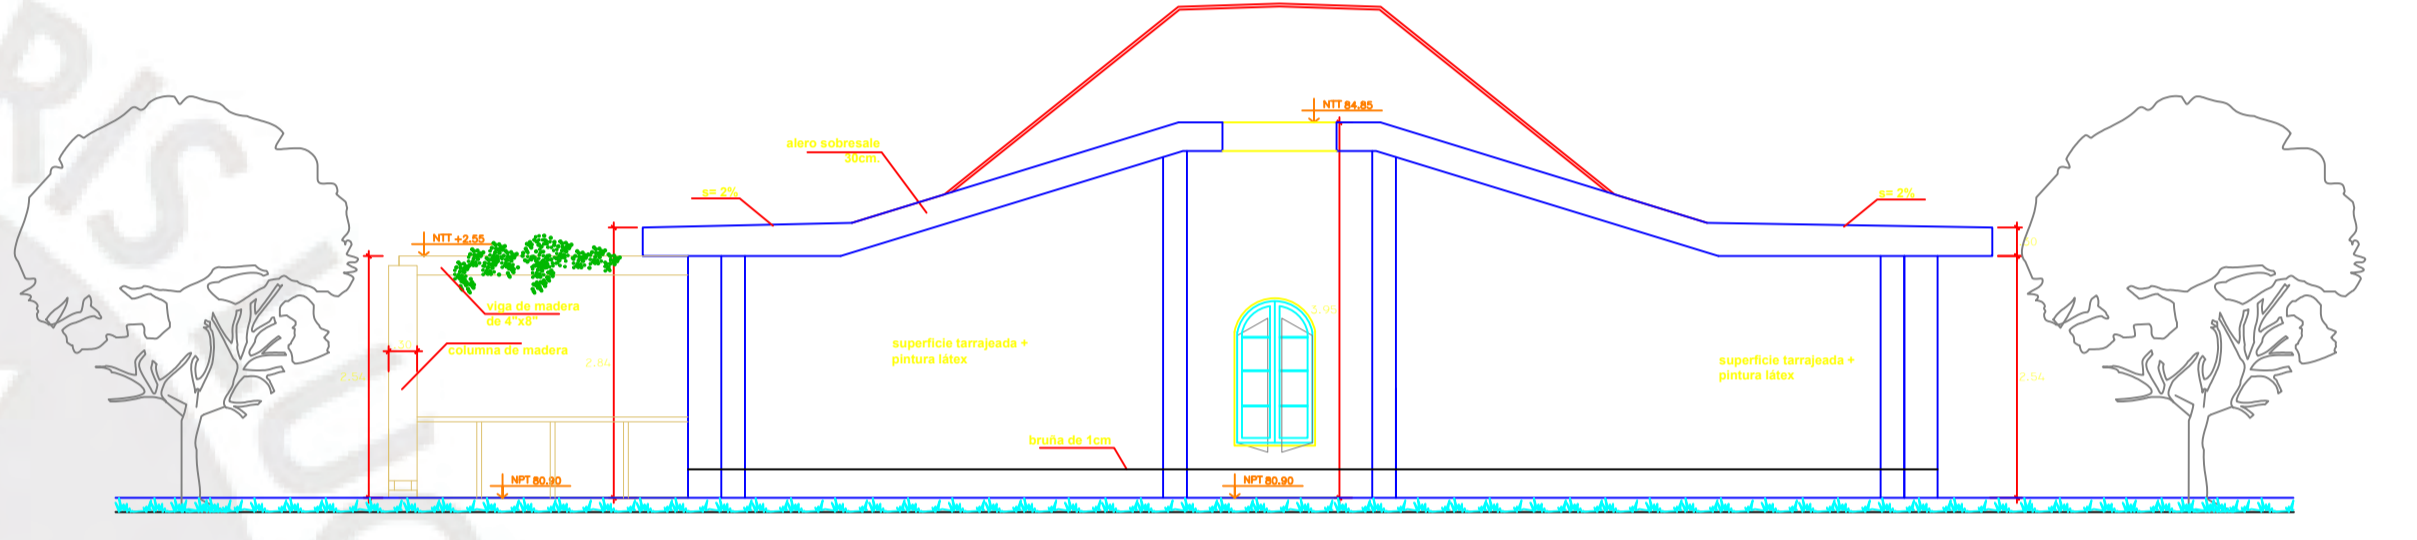 NTT 84.85
alero sobresale
30cm.
s= 2%
s= 2%
NTT +2.55
viga de madera
de 4"x8"
columna de madera
superficie tarrajeada +
pintura látex
superficie tarrajeada +
pintura látex
bruña de 1cm
NPT 80.90
NPT 80.90